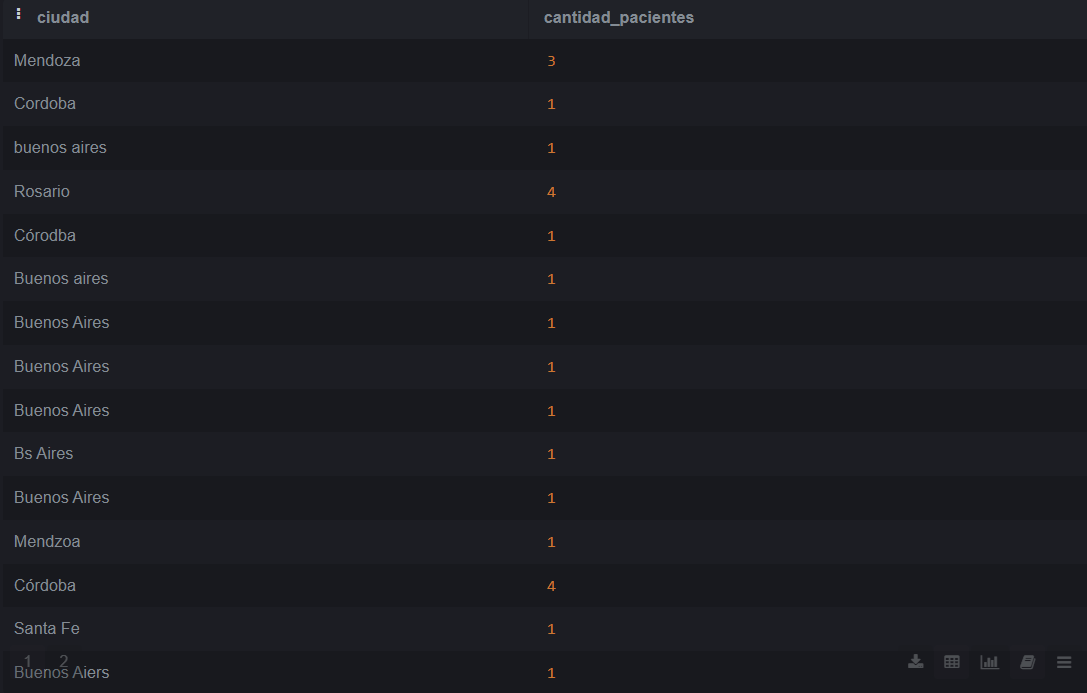 ciudad cantidad_pacientes
Mendoza 3
Cordoba 1
buenos aires 1
Rosario 4
Córodba 1
Buenos aires 1
Buenos Aires 1
Buenos Aires 1
Buenos Aires 1
Bs Aires 1
Buenos Aires 1
Mendzoa 1
Córdoba 4
Santa Fe 1
1 2
Buenos Aiers 1